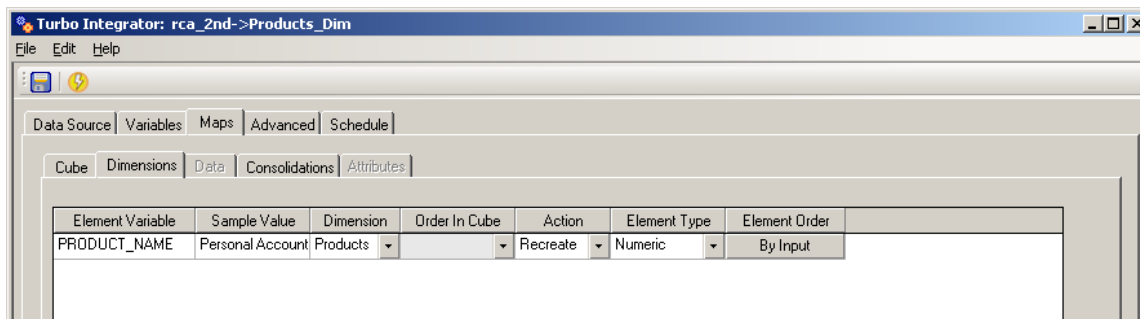 Turbo Integrator: rca_2nd->Products_Dim
File Edit Help
Data Source Variables Maps Advanced Schedule
Cube Dimensions Data Consolidations Attributes
Element Variable Sample Value Dimension Order In Cube Action Element Type Element Order
PRODUCT_NAME Personal Account Products Recreate Numeric By Input